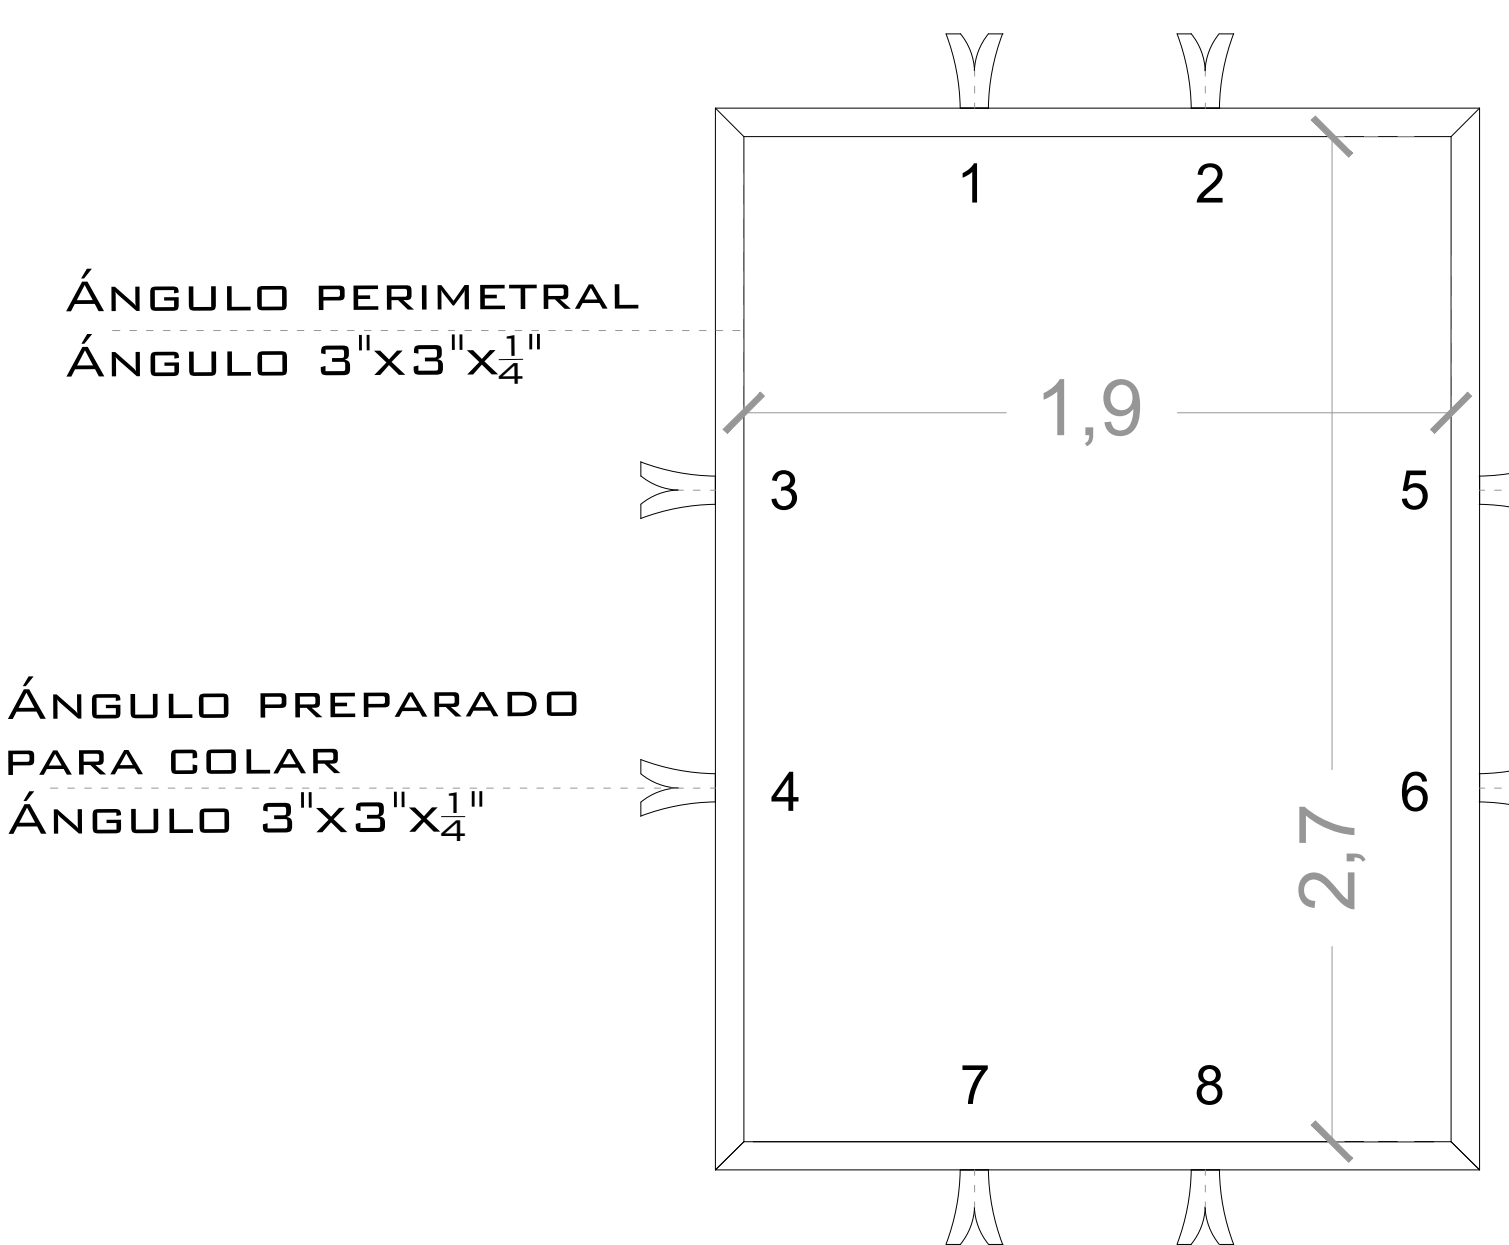 1 2
Ángulo perimetral
Ángulo 3"x3"x1/4"
1,9
3 5
Ángulo preparado
para colar
Ángulo 3"x3"x1/4"
4 6
2,7
7 8